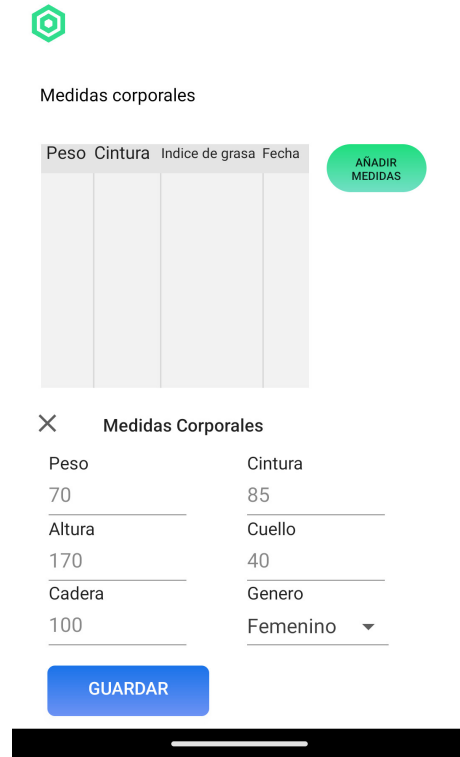 Medidas corporales
Peso Cintura Indice de grasa Fecha
AÑADIR
MEDIDAS
Medidas Corporales
Peso Cintura
70 85
Altura Cuello
170 40
Cadera Genero
100 Femenino
GUARDAR